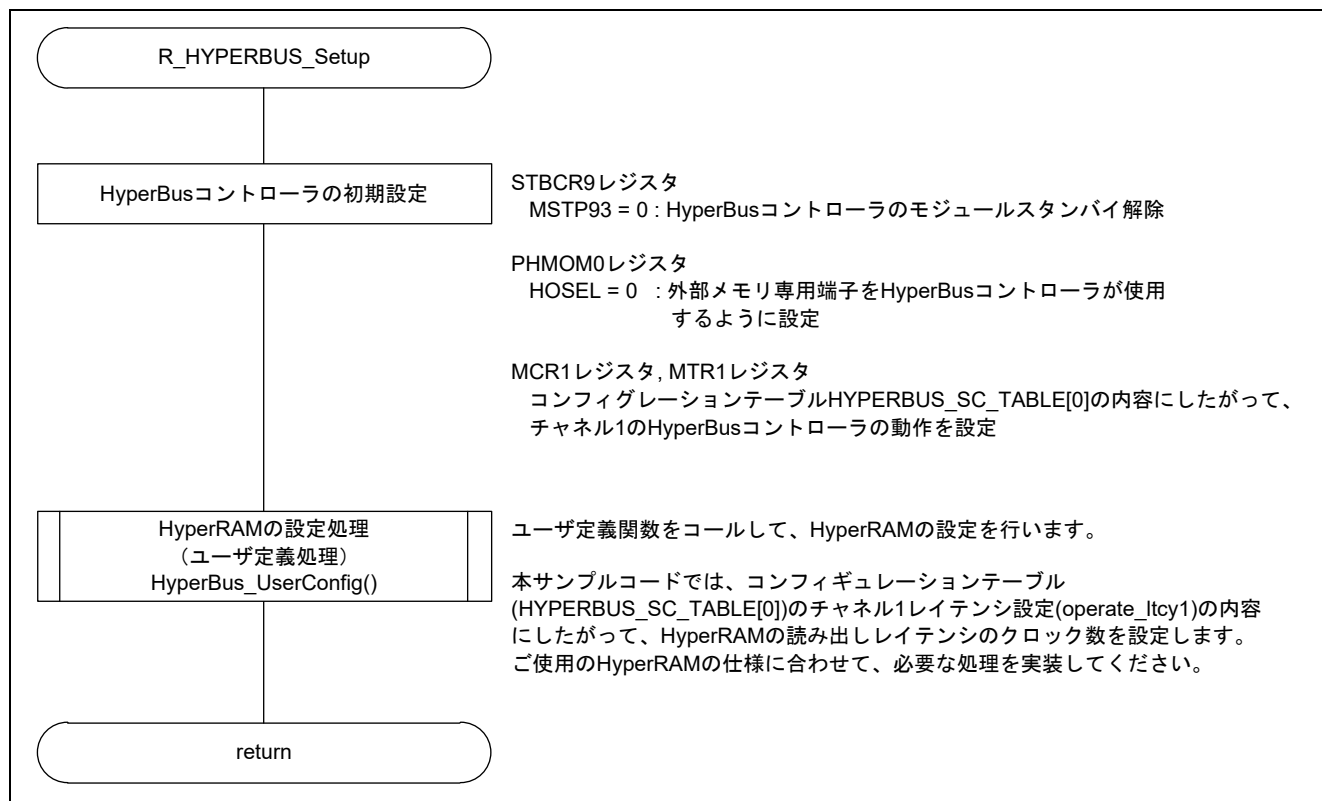 R_HYPERBUS_Setup
HyperBusコントローラの初期設定
STBCR9レジスタ
MSTP93 = 0 : HyperBusコントローラのモジュールスタンバイ解除
PHMOM0レジスタ
HOSEL = 0 : 外部メモリ専用端子をHyperBusコントローラが使用
するように設定
MCR1レジスタ, MTR1レジスタ
コンフィグレーションテーブルHYPERBUS_SC_TABLE[0]の内容にしたがって、
チャネル1のHyperBusコントローラの動作を設定
HyperRAMの設定処理
（ユーザ定義処理）
HyperBus_UserConfig()
ユーザ定義関数をコールして、HyperRAMの設定を行います。
本サンプルコードでは、コンフィギュレーションテーブル
(HYPERBUS_SC_TABLE[0])のチャネル1レイテンシ設定(operate_ltcy1)の内容
にしたがって、HyperRAMの読み出しレイテンシのクロック数を設定します。
ご使用のHyperRAMの仕様に合わせて、必要な処理を実装してください。
return